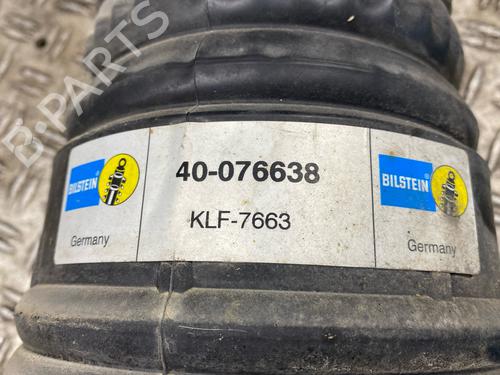 B-PARTS
BILSTEIN
Germany
40-076638
KLF-7663
BILSTEIN
Germany